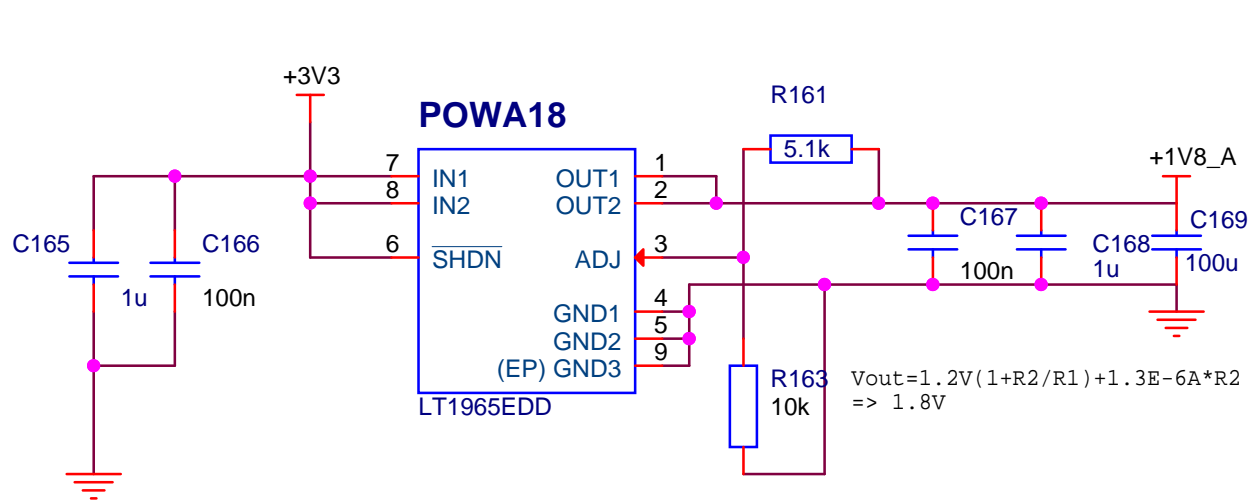 +3V3
POWA18
R161
5.1k
+1V8_A
7
IN1
OUT1
1
8
IN2
OUT2
2
C165
C166
6
SHDN
ADJ
3
C167
C169
C168
1u
100n
100n
1u
100u
GND1
4
GND2
5
(EP) GND3
9
LT1965EDD
R163
10k
Vout=1.2V(1+R2/R1)+1.3E-6A*R2
=> 1.8V